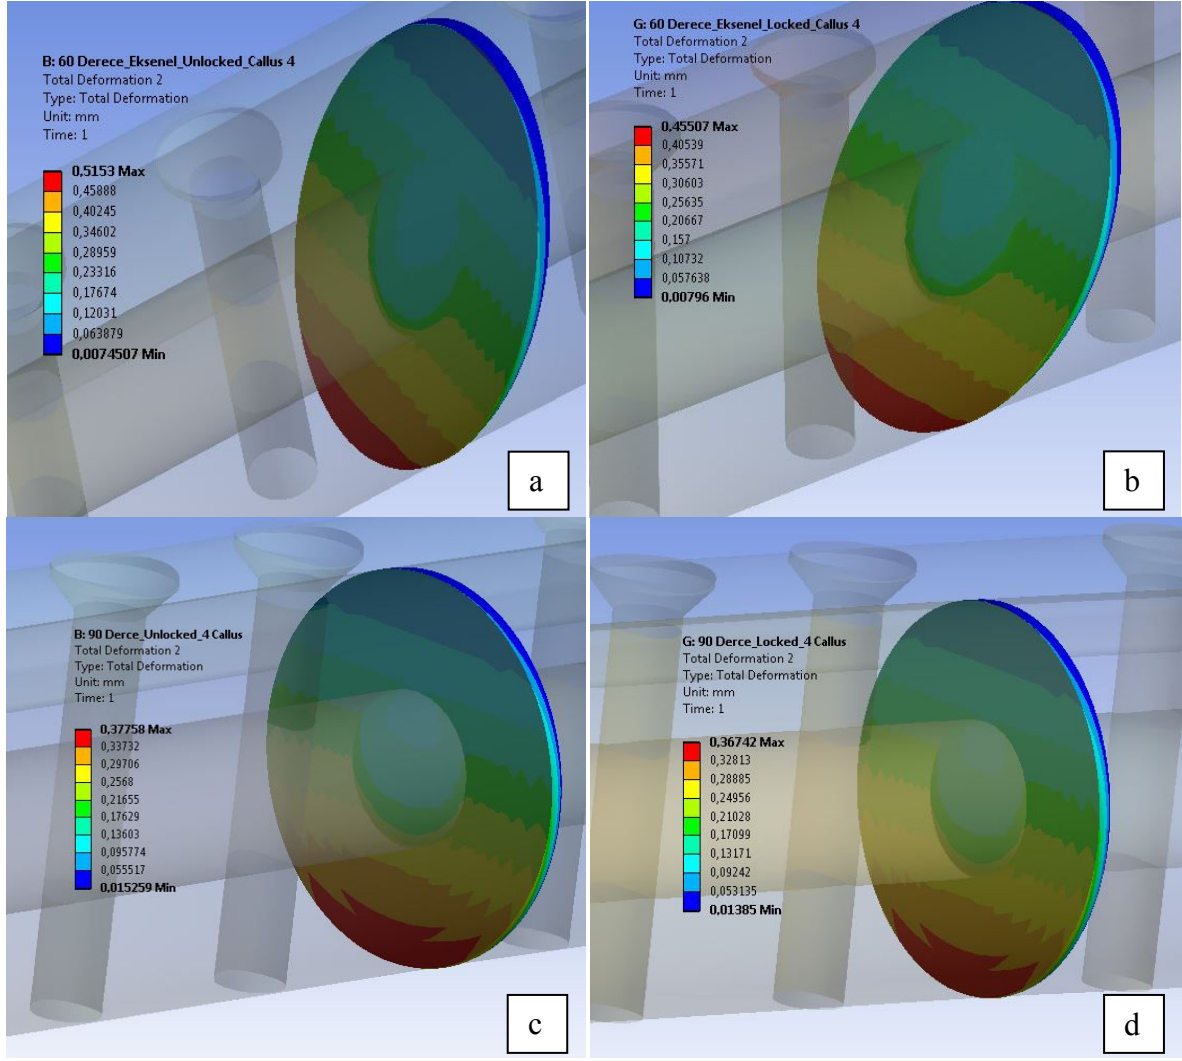 B: 60 Derece_Eksenel_Unlocked_Callus 4
Total Deformation 2
Type: Total Deformation
Unit: mm
Time: 1
0,5153 Max
0,45888
0,40245
0,34602
0,28959
0,23316
0,17674
0,12031
0,063879
0,0074507 Min
a
G: 60 Derece_Eksenel_Locked_Callus 4
Total Deformation 2
Type: Total Deformation
Unit: mm
Time: 1
0,45507 Max
0,40539
0,35571
0,30603
0,25635
0,20667
0,157
0,10732
0,057638
0,00796 Min
b
B: 90 Derce_Unlocked_4 Callus
Total Deformation 2
Type: Total Deformation
Unit: mm
Time: 1
0,37758 Max
0,33732
0,29706
0,2568
0,21655
0,17629
0,13603
0,095774
0,055517
0,015259 Min
c
G: 90 Derce_Locked_4 Callus
Total Deformation 2
Type: Total Deformation
Unit: mm
Time: 1
0,36742 Max
0,32813
0,28885
0,24956
0,21028
0,17099
0,13171
0,09242
0,053135
0,01385 Min
d